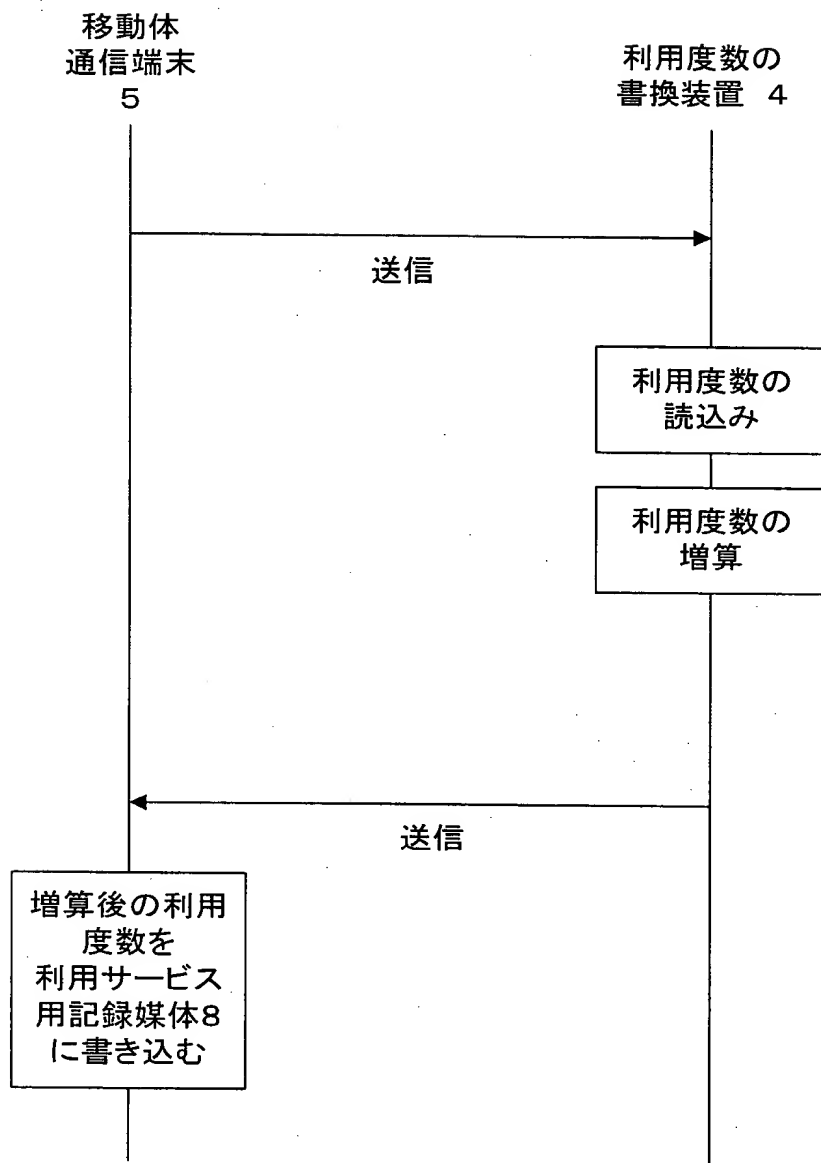 移動体
通信端末
5
利用度数の
書換装置 4
送信
利用度数の
読込み
利用度数の
増算
送信
増算後の利用
度数を
利用サービス
用記録媒体8
に書き込む